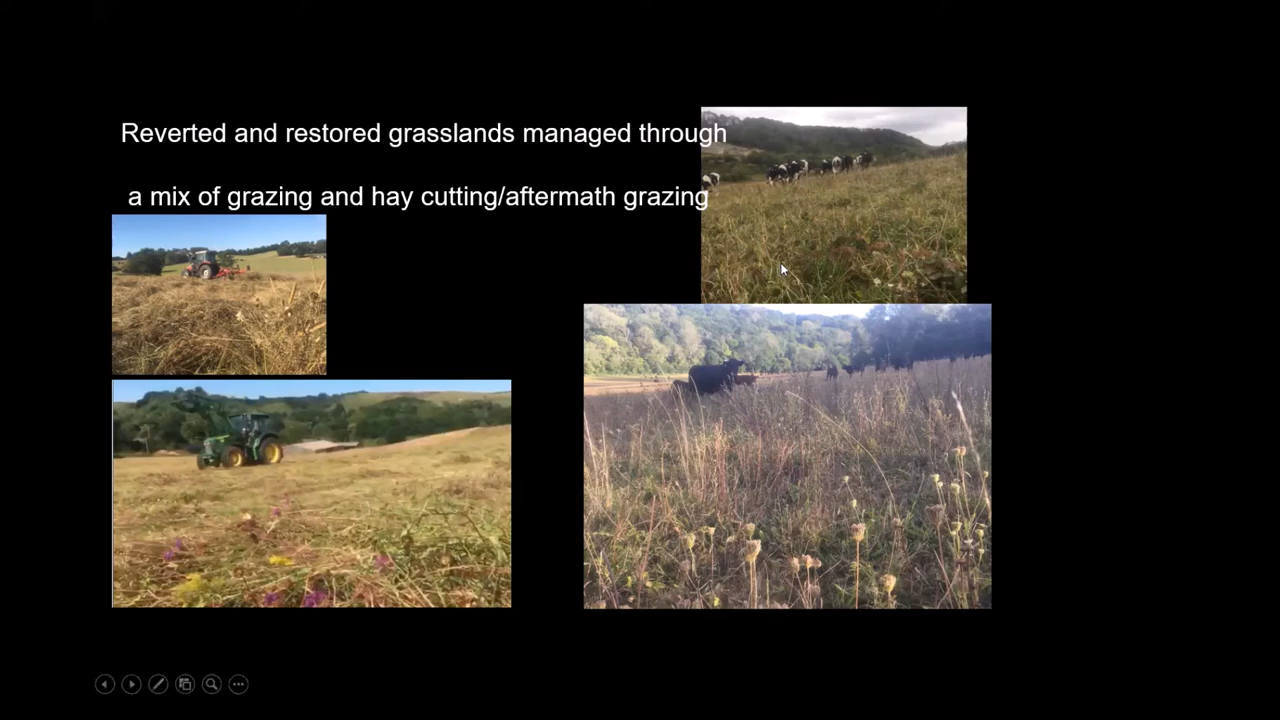 Reverted and restored grasslands managed through
a mix of grazing and hay cutting/aftermath grazing